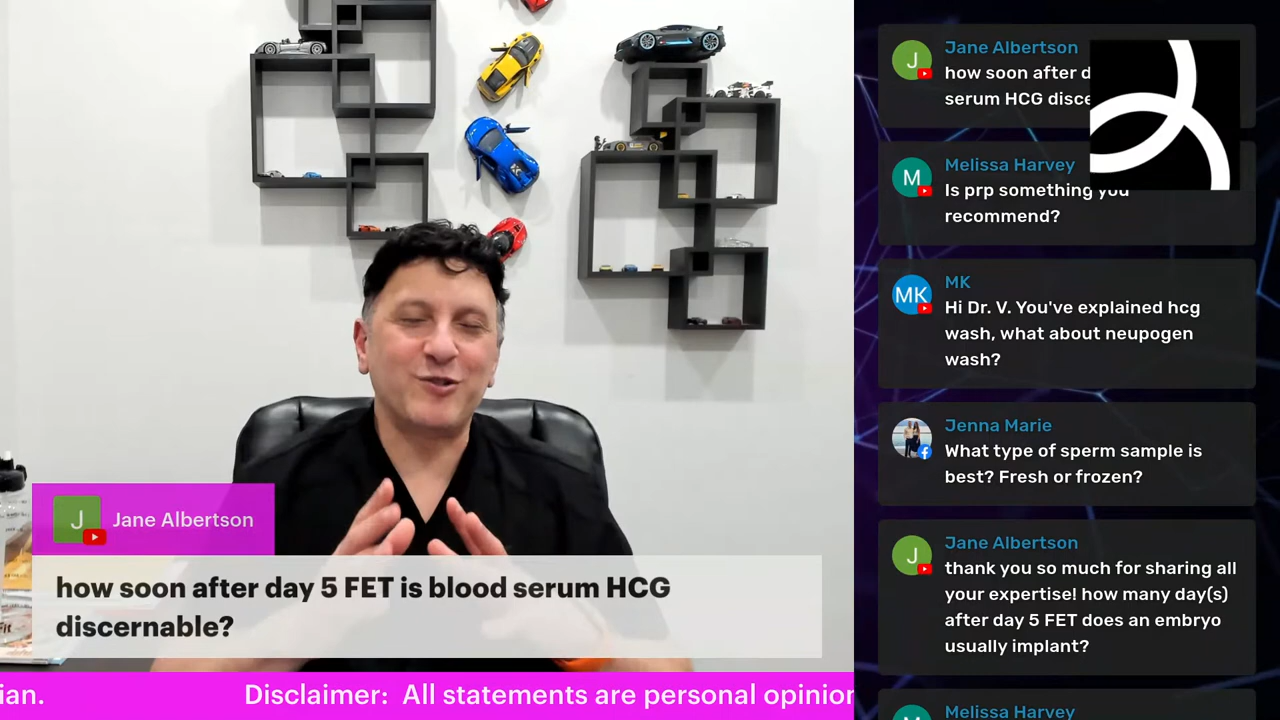 Jane Albertson
how soon after day 5 FET is blood serum HCG
discernable?
ian.
Disclaimer: All statements are personal opinion
J
Jane Albertson
how soon after d
serum HCG disce
J
Melissa Harvey
Is prp something you
recommend?
M
MK
Hi Dr. V. You've explained hcg
wash, what about neupogen
wash?
MK
Jenna Marie
What type of sperm sample is
best? Fresh or frozen?
Jane Albertson
thank you so much for sharing all
your expertise! how many day(s)
after day 5 FET does an embryo
usually implant?
J
Melissa Harvey